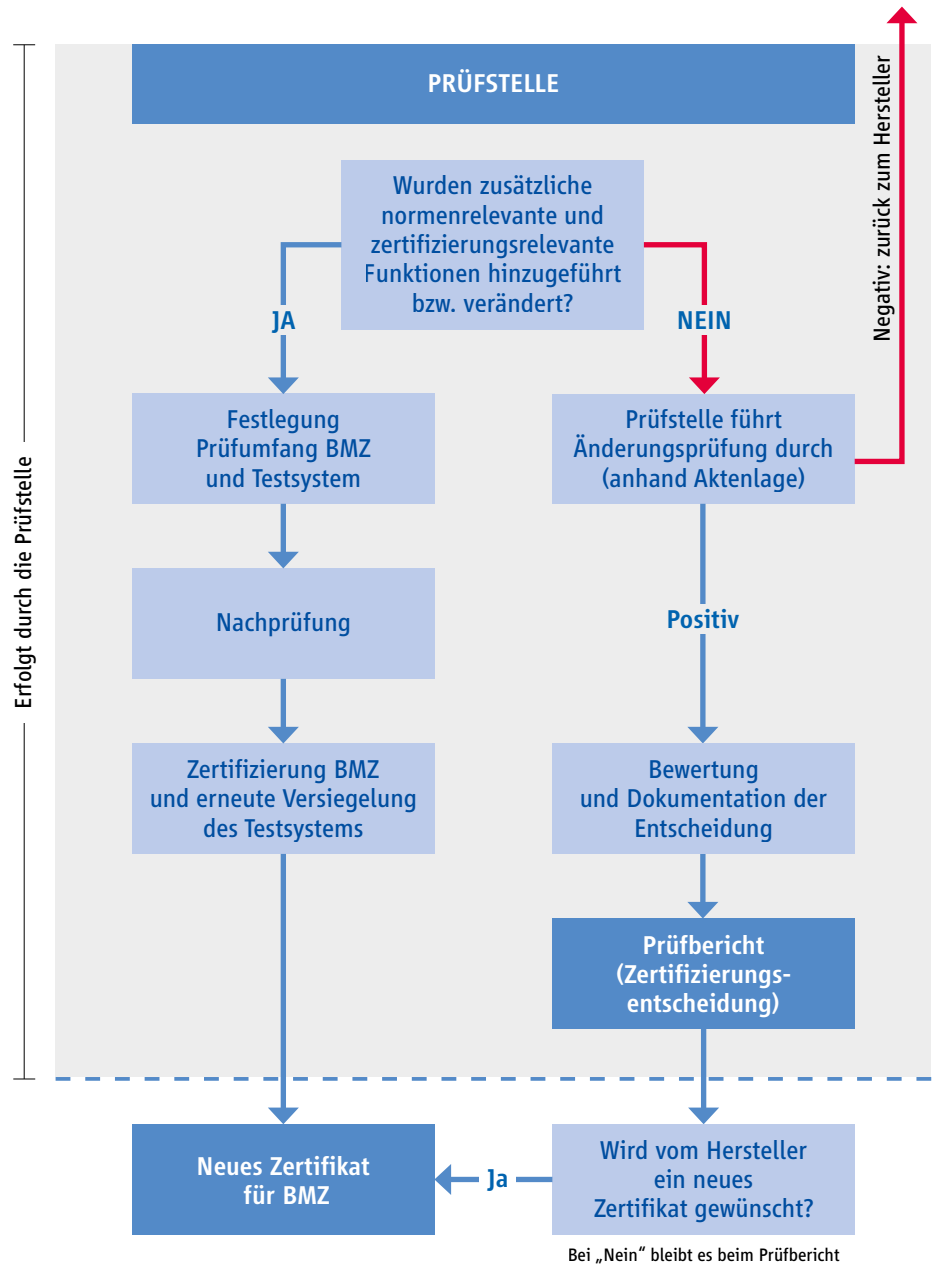 PRÜFSTELLE
Wurden zusätzliche
normenrelevante und
zertifizierungsrelevante
Funktionen hinzugeführt
bzw. verändert?
JA
NEIN
Negativ: zurück zum Hersteller
Erfolgt durch die Prüfstelle
Festlegung
Prüfumfang BMZ
und Testsystem
Prüfstelle führt
Änderungsprüfung durch
(anhand Aktenlage)
Nachprüfung
Positiv
Zertifizierung BMZ
und erneute Versiegelung
des Testsystems
Bewertung
und Dokumentation der
Entscheidung
Prüfbericht
(Zertifizierungs-
entscheidung)
Neues Zertifikat
für BMZ
Ja
Wird vom Hersteller
ein neues
Zertifikat gewünscht?
Bei „Nein“ bleibt es beim Prüfbericht